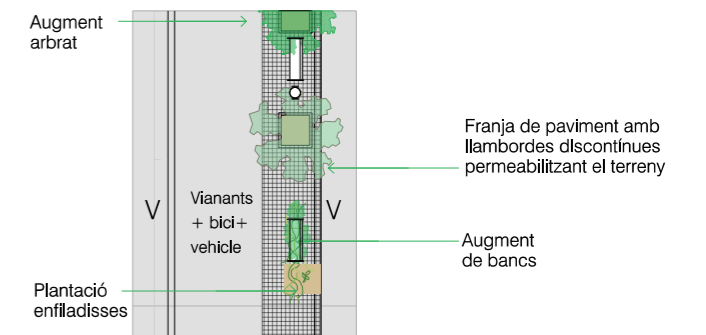 Augment
arbrat
Franja de paviment amb
llambordes discontínues
permeabilitzant el terreny
V
Vianants
+ bici+
vehicle
V
Augment
de bancs
Plantació
enfiladisses